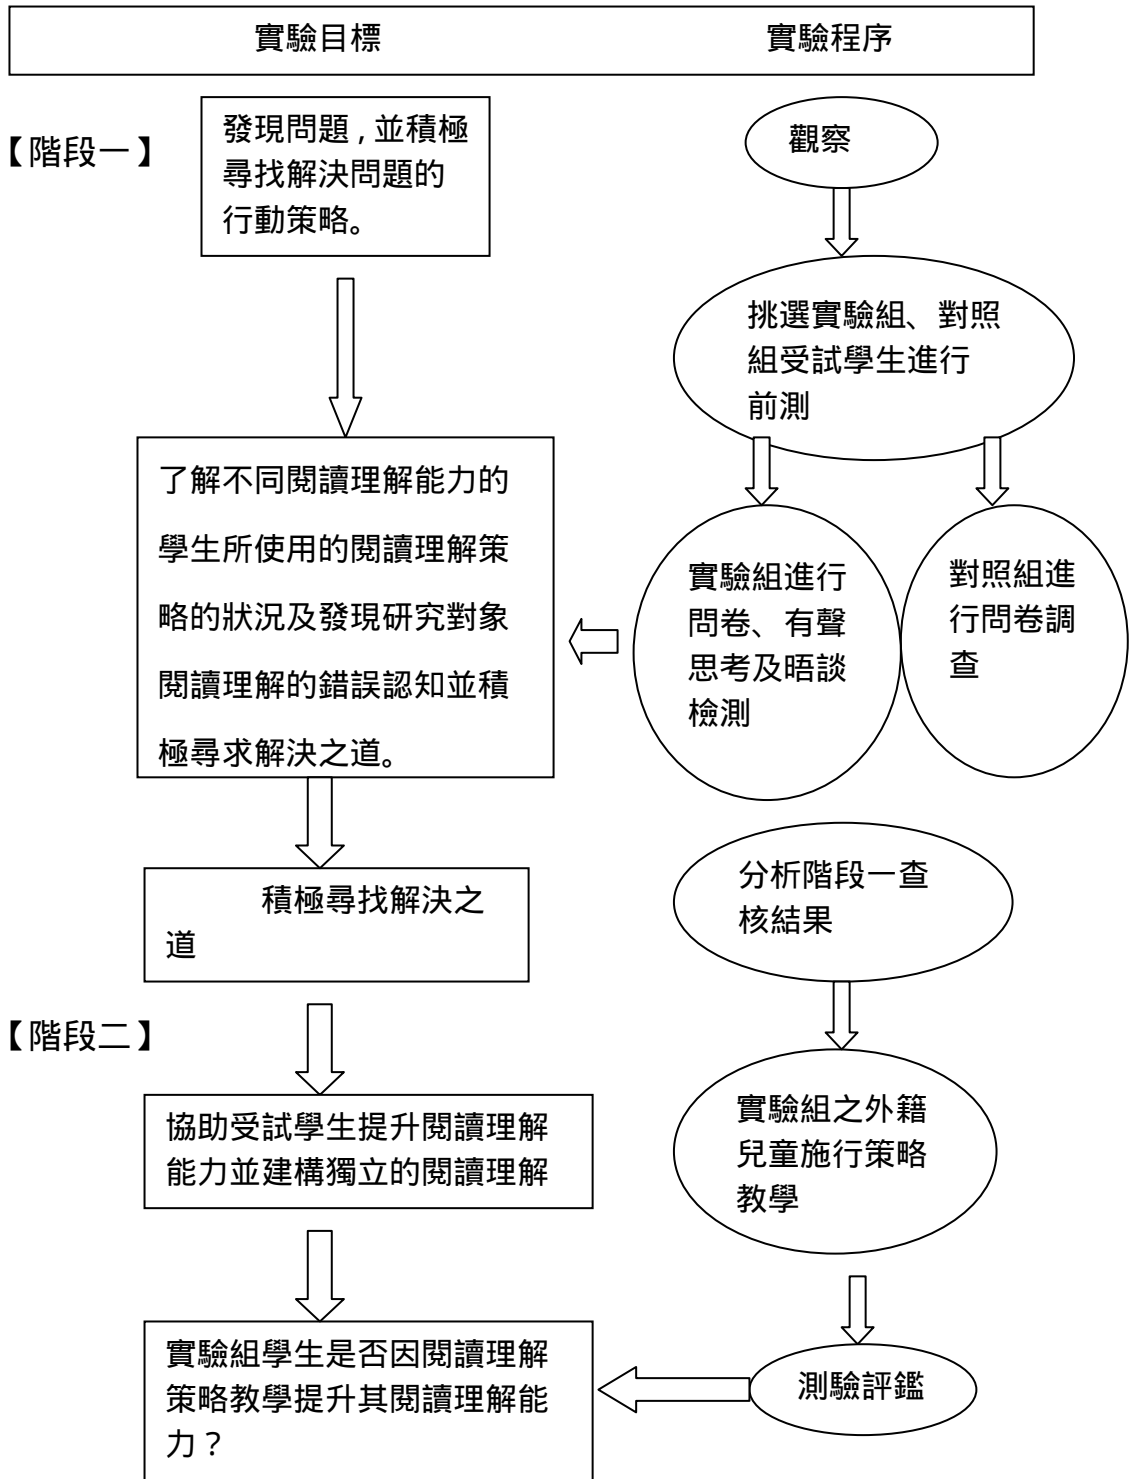 實驗目標 實驗程序
【階段一】
發現問題,並積極
尋找解決問題的
行動策略。
觀察
挑選實驗組、對照
組受試學生進行
前測
了解不同閱讀理解能力的
學生所使用的閱讀理解策
略的狀況及發現研究對象
閱讀理解的錯誤認知並積
極尋求解決之道。
實驗組進行
問卷、有聲
思考及晤談
檢測
對照組進
行問卷調
查
積極尋找解決之
道
分析階段一查
核結果
【階段二】
協助受試學生提升閱讀理解
能力並建構獨立的閱讀理解
實驗組之外籍
兒童施行策略
教學
實驗組學生是否因閱讀理解
策略教學提升其閱讀理解能
力?
測驗評鑑